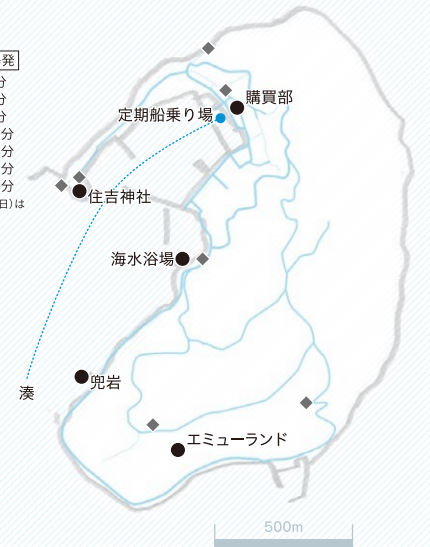 発
分
分
分
分
分
分
分
日)は
購買部
定期船乗り場
住吉神社
海水浴場
兜岩
湊
エミューランド
500m